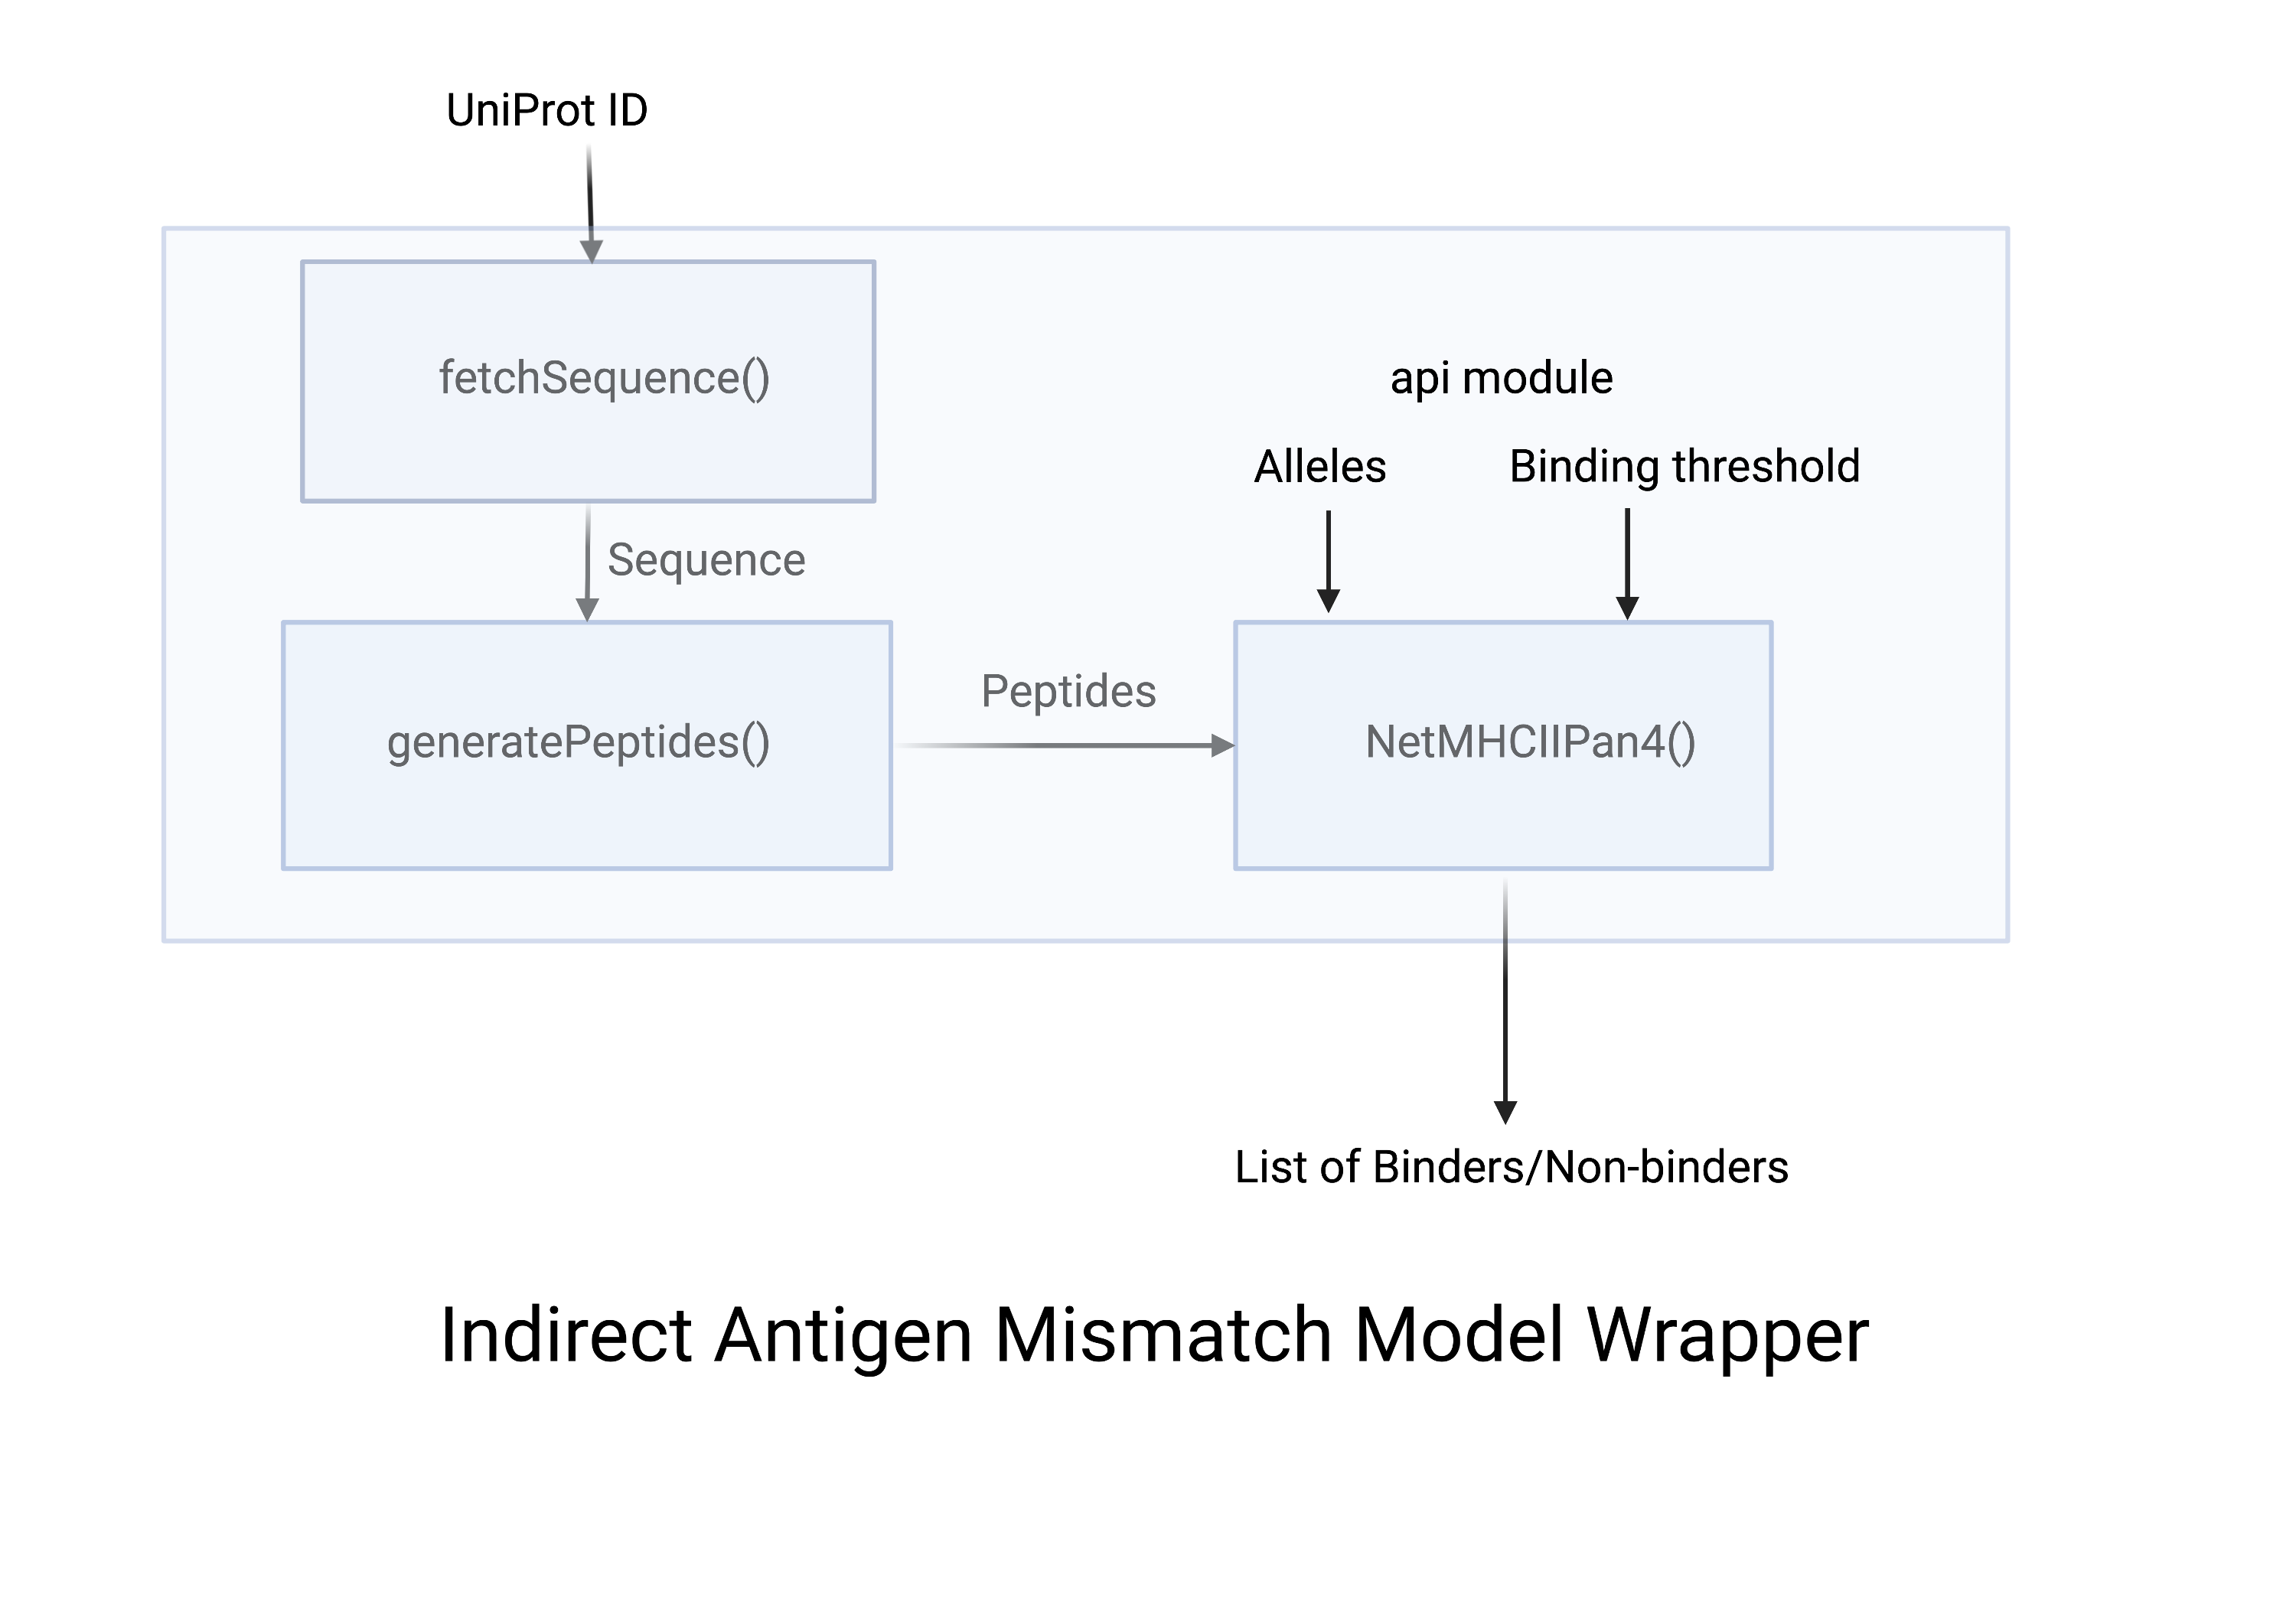 UniProt ID
fetchSequence()
api module
Alleles
Binding threshold
Sequence
Peptides
generatePeptides()
NetMHCIIPan4()
List of Binders/Non-binders
Indirect Antigen Mismatch Model Wrapper